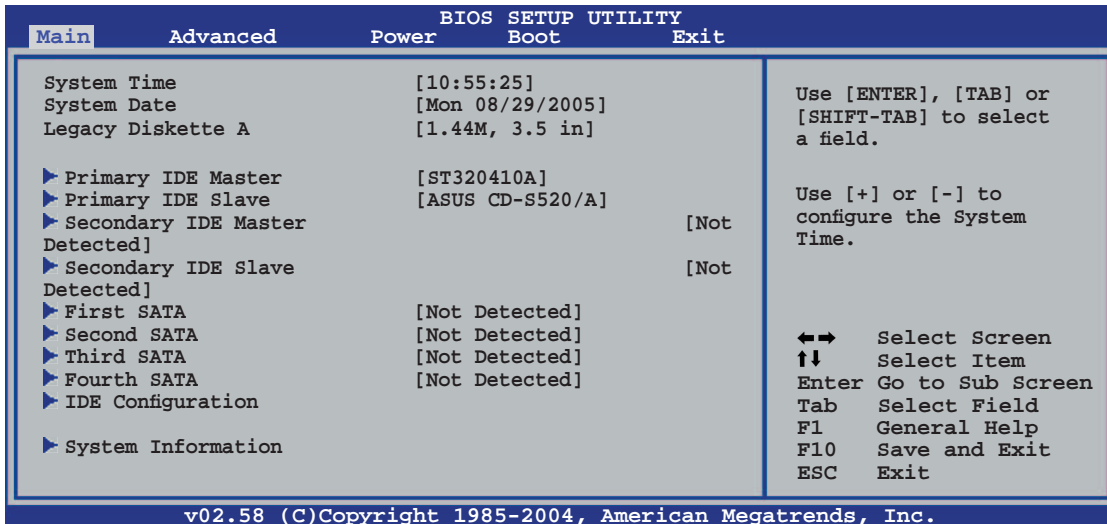 BIOS SETUP UTILITY
Main Advanced Power Boot Exit
System Time [10:55:25]
System Date [Mon 08/29/2005]
Legacy Diskette A [1.44M, 3.5 in]
Primary IDE Master [ST320410A]
Primary IDE Slave [ASUS CD-S520/A]
Secondary IDE Master [Not
Detected]
Secondary IDE Slave [Not
Detected]
First SATA [Not Detected]
Second SATA [Not Detected]
Third SATA [Not Detected]
Fourth SATA [Not Detected]
IDE Configuration
System Information
Use [ENTER], [TAB] or
[SHIFT-TAB] to select
a field.
Use [+] or [-] to
configure the System
Time.
Select Screen
Select Item
Enter Go to Sub Screen
Tab Select Field
F1 General Help
F10 Save and Exit
ESC Exit
v02.58 (C)Copyright 1985-2004, American Megatrends, Inc.